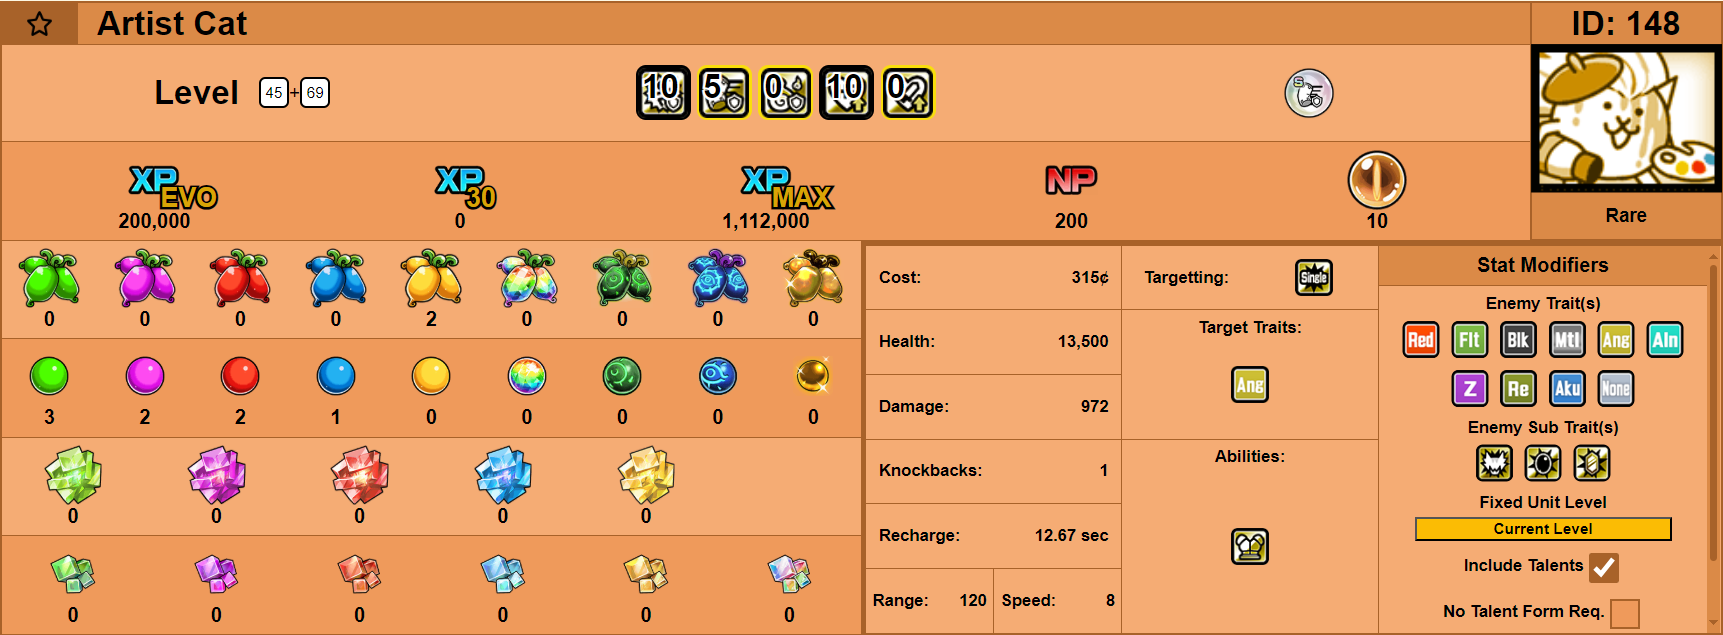 Artist Cat
ID: 148
Level 45 + 69
10 5 0 10 0
S
XP EVO XP 30 XP MAX NP
200,000 0 1,112,000 200 10
Rare
0 0 0 0 2 0 0 0 0
3 2 2 1 0 0 0 0 0
0 0 0 0 0
0 0 0 0 0 0
Cost: 315¢
Health: 13,500
Damage: 972
Knockbacks: 1
Recharge: 12.67 sec
Range: 120 Speed: 8
Targetting: Single
Target Traits:
Ang
Abilities:
Stat Modifiers
Enemy Trait(s)
Red Flt Blk Mtl Ang Aln
Z Re Aku None
Enemy Sub Trait(s)
Fixed Unit Level
Current Level
Include Talents
No Talent Form Req.